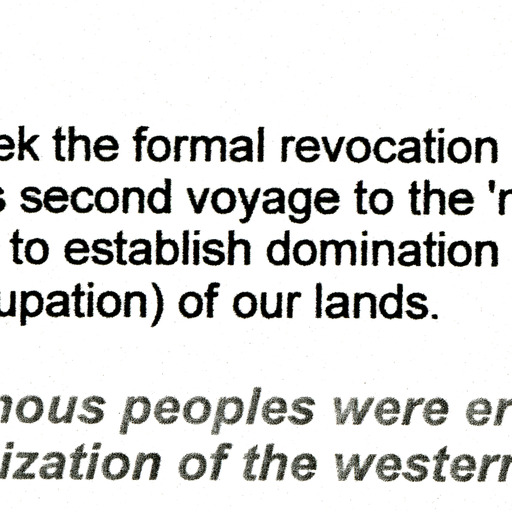 ek the formal revocation
s second voyage to the 'n
to establish domination
upation) of our lands.
nous peoples were en
ization of the western